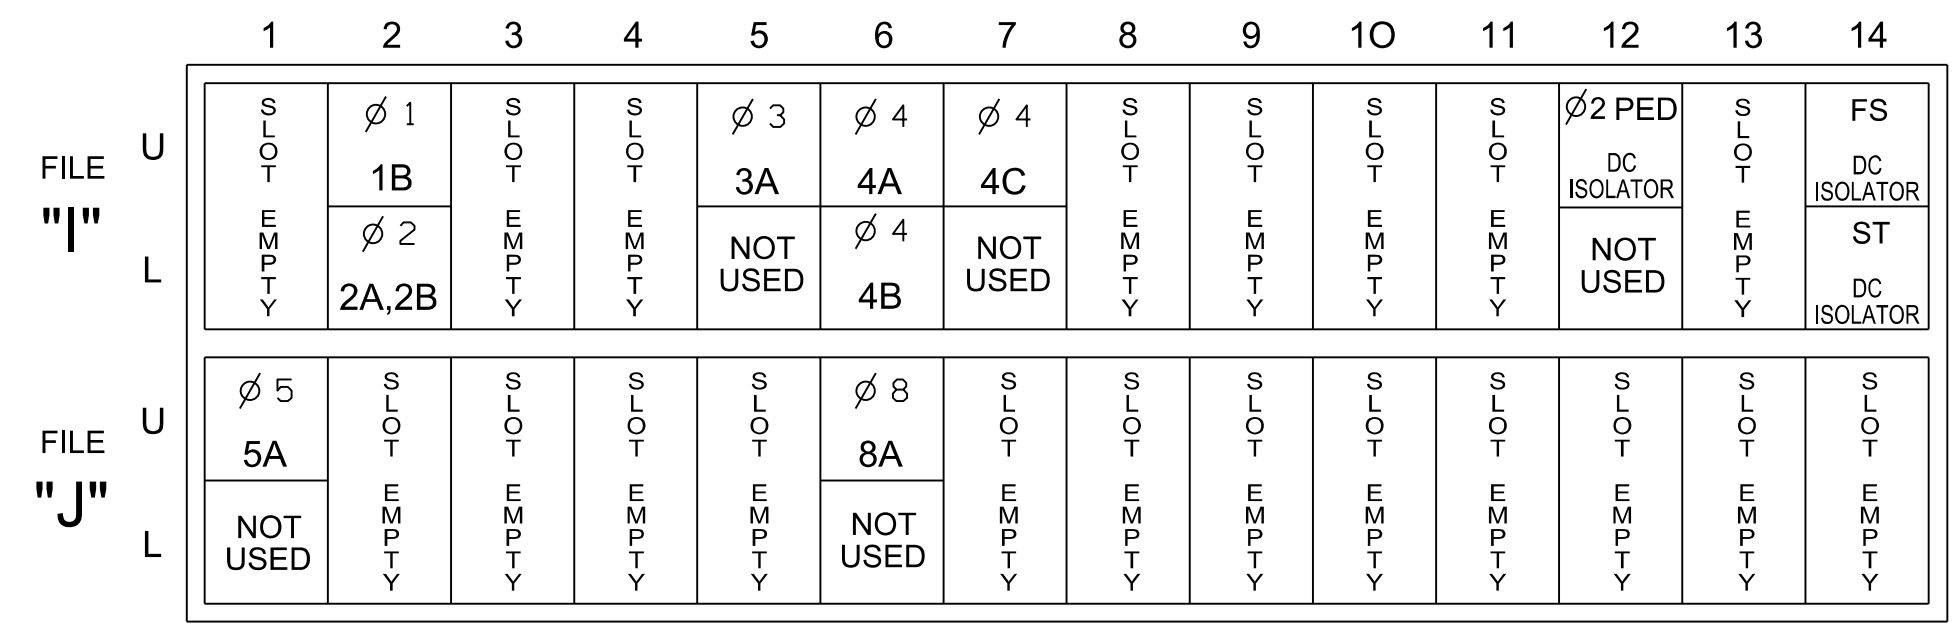 1 2 3 4 5 6 7 8 9 10 11 12 13 14
FILE "I"
U
L
SLOT EMPTY
Ø 1
1B
Ø 2
2A,2B
SLOT EMPTY
SLOT EMPTY
Ø 3
3A
NOT USED
Ø 4
4A
Ø 4
4B
Ø 4
4C
NOT USED
SLOT EMPTY
SLOT EMPTY
SLOT EMPTY
SLOT EMPTY
Ø2 PED
DC
ISOLATOR
NOT USED
SLOT EMPTY
FS
DC
ISOLATOR
ST
DC
ISOLATOR
FILE "J"
U
L
Ø 5
5A
NOT USED
SLOT EMPTY
SLOT EMPTY
SLOT EMPTY
SLOT EMPTY
Ø 8
8A
NOT USED
SLOT EMPTY
SLOT EMPTY
SLOT EMPTY
SLOT EMPTY
SLOT EMPTY
SLOT EMPTY
SLOT EMPTY
SLOT EMPTY